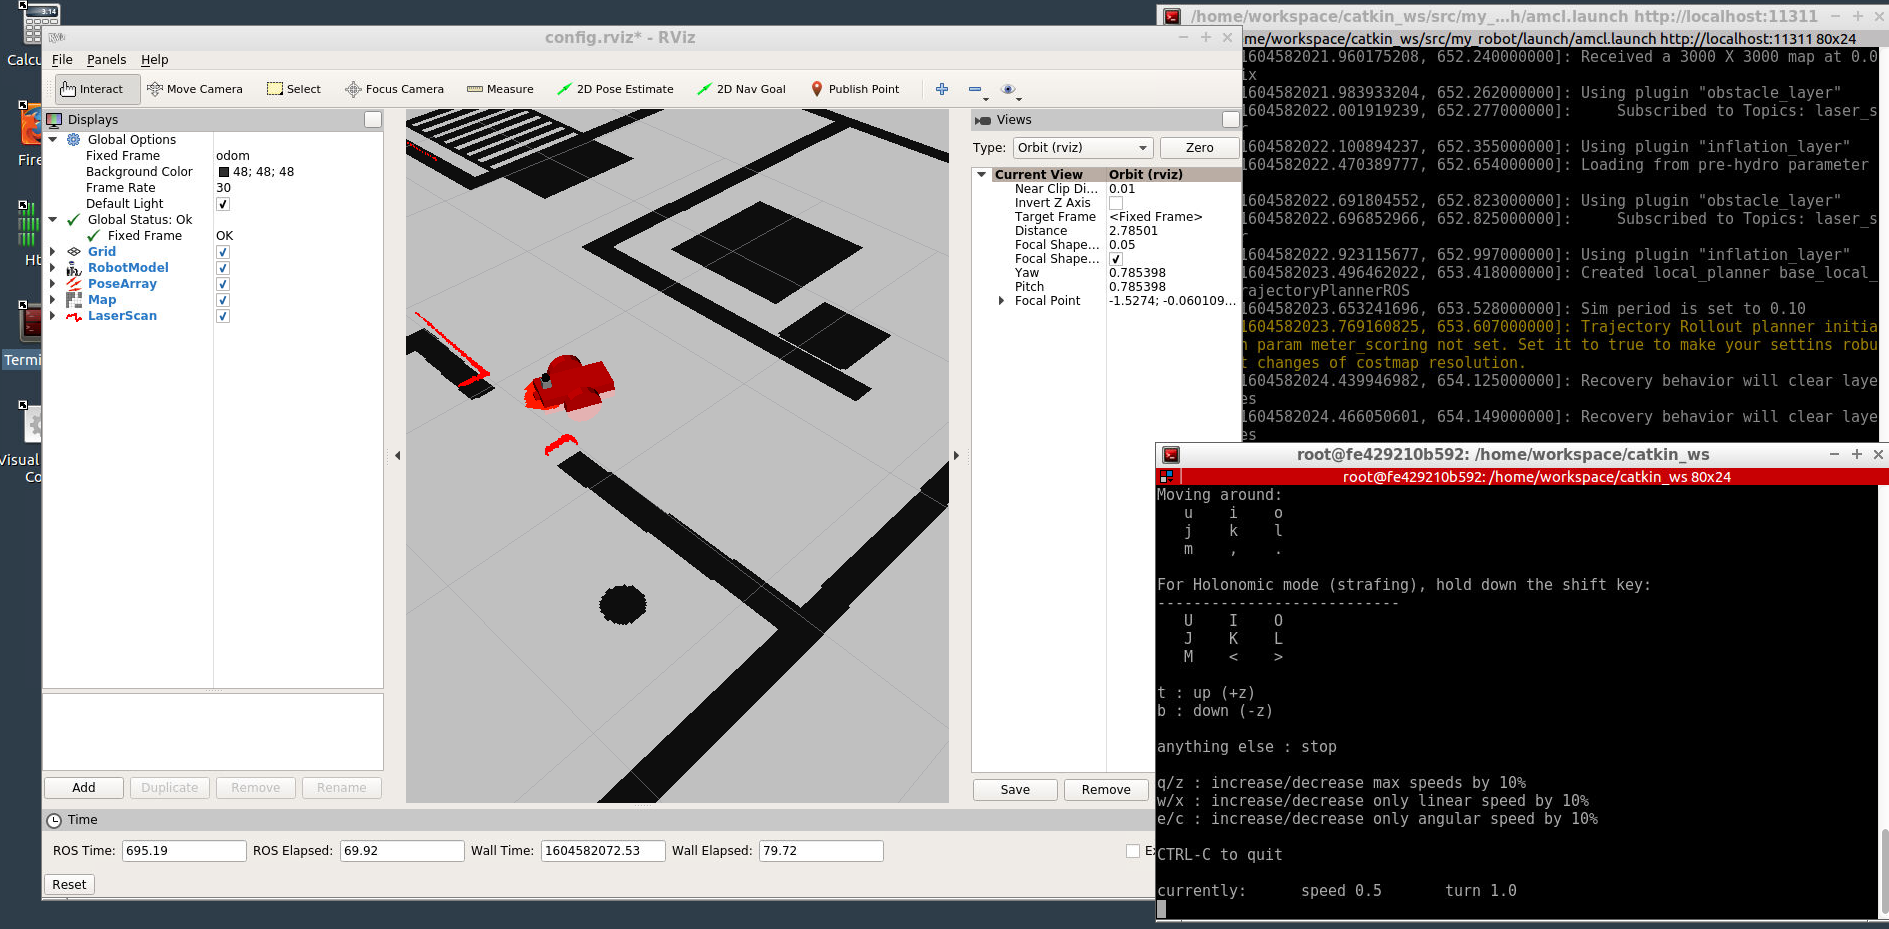 3.14
Calcu
Fire
Ht
Termi
Visual
Co
config.rviz* - RViz
File Panels Help
Interact Move Camera Select Focus Camera Measure 2D Pose Estimate 2D Nav Goal Publish Point
Displays
Global Options
Fixed Frame odom
Background Color 48; 48; 48
Frame Rate 30
Default Light
Global Status: Ok
Fixed Frame OK
Grid
RobotModel
PoseArray
Map
LaserScan
Add Duplicate Remove Rename
Views
Type: Orbit (rviz) Zero
Current View Orbit (rviz)
Near Clip Di... 0.01
Invert Z Axis
Target Frame <Fixed Frame>
Distance 2.78501
Focal Shape... 0.05
Focal Shape...
Yaw 0.785398
Pitch 0.785398
Focal Point -1.5274; -0.060109...
Save Remove
Time
ROS Time: 695.19 ROS Elapsed: 69.92 Wall Time: 1604582072.53 Wall Elapsed: 79.72
Reset
/home/workspace/catkin_ws/src/my_...h/amcl.launch http://localhost:11311
me/workspace/catkin_ws/src/my_robot/launch/amcl.launch http://localhost:11311 80x24
1604582021.960175208, 652.240000000]: Received a 3000 X 3000 map at 0.0
ix
1604582021.983933204, 652.262000000]: Using plugin "obstacle_layer"
1604582022.001919239, 652.277000000]:     Subscribed to Topics: laser_s
r
1604582022.100894237, 652.355000000]: Using plugin "inflation_layer"
1604582022.470389777, 652.654000000]: Loading from pre-hydro parameter
1604582022.691804552, 652.823000000]: Using plugin "obstacle_layer"
1604582022.696852966, 652.825000000]:     Subscribed to Topics: laser_s
r
1604582022.923115677, 652.997000000]: Using plugin "inflation_layer"
1604582023.496462022, 653.418000000]: Created local_planner base_local_
rajectoryPlannerROS
1604582023.653241696, 653.528000000]: Sim period is set to 0.10
1604582023.769160825, 653.607000000]: Trajectory Rollout planner initia
n param meter_scoring not set. Set it to true to make your settins robu
t changes of costmap resolution.
1604582024.439946982, 654.125000000]: Recovery behavior will clear laye
es
1604582024.466050601, 654.149000000]: Recovery behavior will clear laye
es
root@fe429210b592: /home/workspace/catkin_ws
root@fe429210b592: /home/workspace/catkin_ws 80x24
Moving around:
u    i    o
j    k    l
m    ,    .
For Holonomic mode (strafing), hold down the shift key:
---------------------------
U    I    O
J    K    L
M    <    >
t : up (+z)
b : down (-z)
anything else : stop
q/z : increase/decrease max speeds by 10%
w/x : increase/decrease only linear speed by 10%
e/c : increase/decrease only angular speed by 10%
CTRL-C to quit
currently:      speed 0.5       turn 1.0